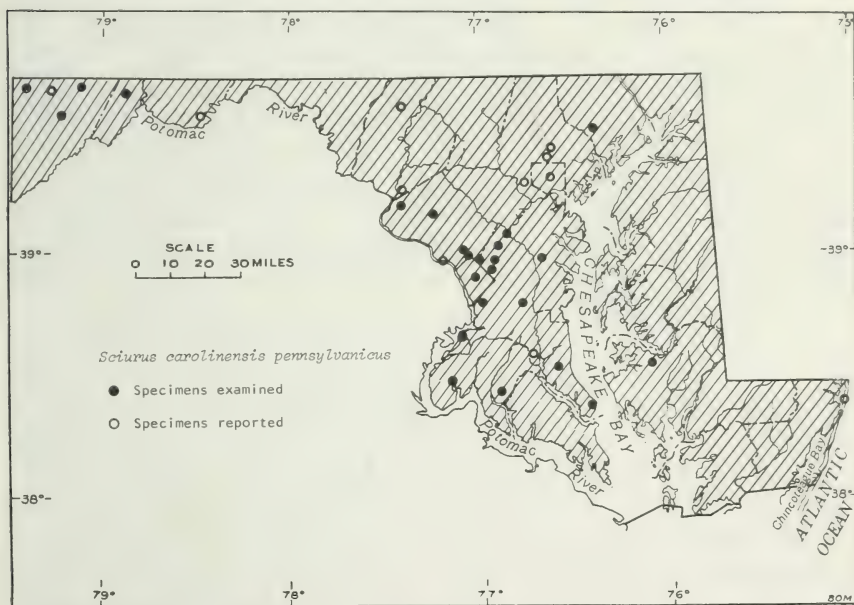 79°
78°
77°
76°
75°
Potomac
River
39°
39°
SCALE
0 10 20 30 MILES
CHESAPEAKE BAY
Sciurus carolinensis pennsylvanicus
● Specimens examined
○ Specimens reported
Potomac
River
38°
38°
Chincoteague Bay
ATLANTIC
OCEAN
79°
78°
77°
76°
BOM